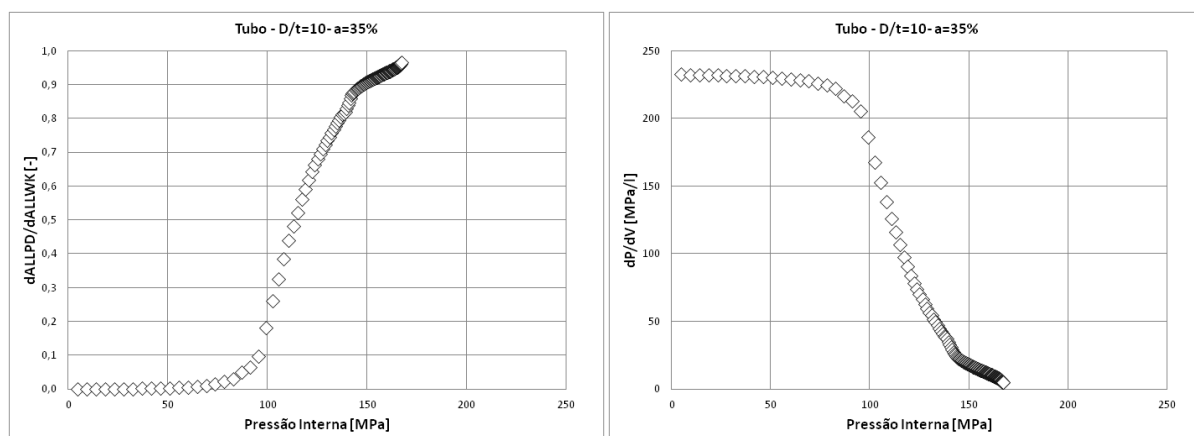 Tubo - D/t=10- a=35%
dALLPD/dALLWK [-]
1,0
0,9
0,8
0,7
0,6
0,5
0,4
0,3
0,2
0,1
0,0
0 50 100 150 200 250
Pressão Interna [MPa]
Tubo - D/t=10- a=35%
dP/dV [MPa/l]
250
200
150
100
50
0
0 50 100 150 200 250
Pressão Interna [MPa]